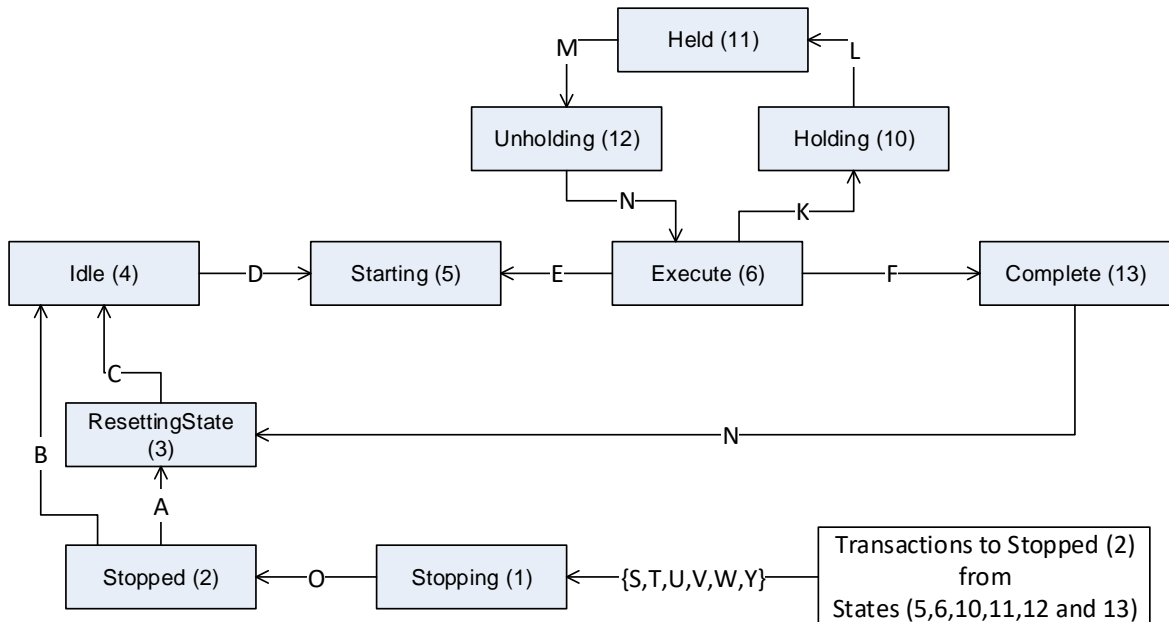 Held (11)
M
L
Unholding (12)
Holding (10)
N
K
Idle (4)
D
Starting (5)
E
Execute (6)
F
Complete (13)
C
ResettingState
(3)
N
B
A
Stopped (2)
O
Stopping (1)
{S,T,U,V,W,Y}
Transactions to Stopped (2)
from
States (5,6,10,11,12 and 13)